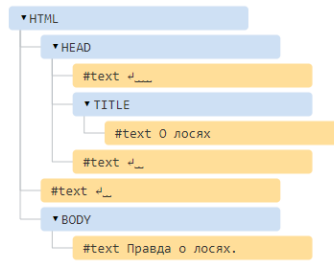 ▾HTML
▾HEAD
#text ↵␣␣␣␣
▾TITLE
#text О лосях
#text ↵␣␣
#text ↵␣␣
▾BODY
#text Правда о лосях.